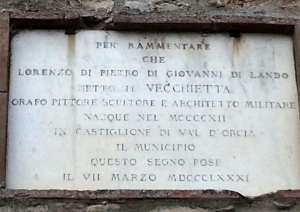 PER RAMMENTARE
CHE
LORENZO DI PIETRO DI GIOVANNI DI LANDO
DETTO IL VECCHIETTA
ORAFO PITTORE SCULTORE E ARCHITETTO MILITARE
NACQUE NEL MCCCCXII
IN CASTIGLIONE DI VAL D'ORCIA
IL MUNICIPIO
QUESTO SEGNO POSE
IL VII MARZO MDCCCLXXXI